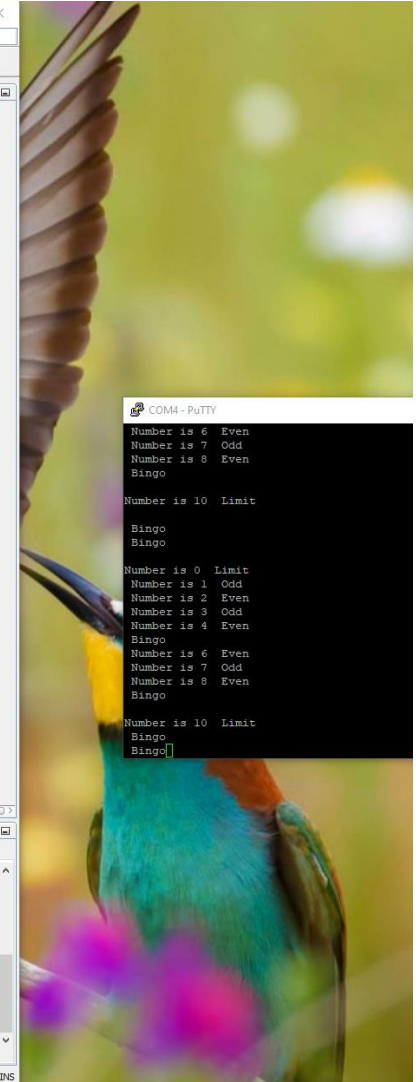 COM4 - PuTTY
Number is 6  Even
Number is 7  Odd
Number is 8  Even
Bingo
Number is 10  Limit
Bingo
Bingo
Number is 0  Limit
Number is 1  Odd
Number is 2  Even
Number is 3  Odd
Number is 4  Even
Bingo
Number is 6  Even
Number is 7  Odd
Number is 8  Even
Bingo
Number is 10  Limit
Bingo
Bingo
INS